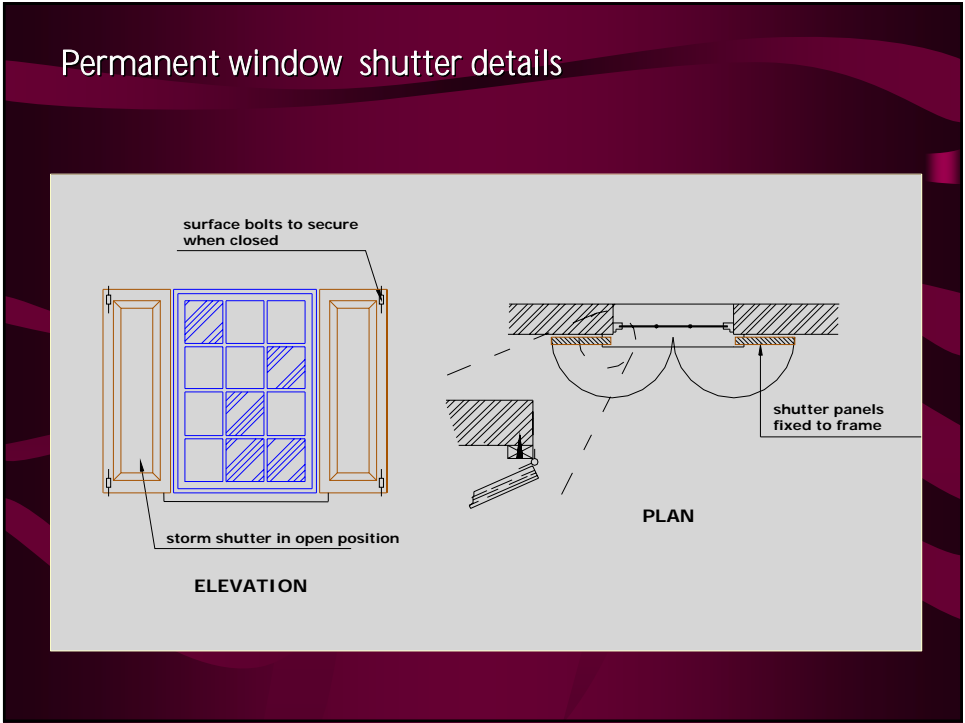 Permanent window shutter details
surface bolts to secure
when closed
shutter panels
fixed to frame
PLAN
storm shutter in open position
ELEVATION